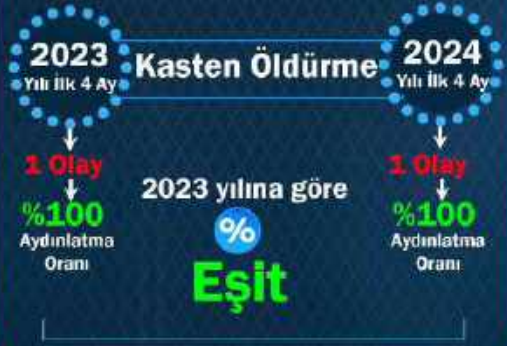 2023
Yılı İlk 4 Ay
Kasten Öldürme
2024
Yılı İlk 4 Ay
1 Olay
%100
Aydınlatma
Oranı
2023 yılına göre
%
Eşit
1 Olay
%100
Aydınlatma
Oranı